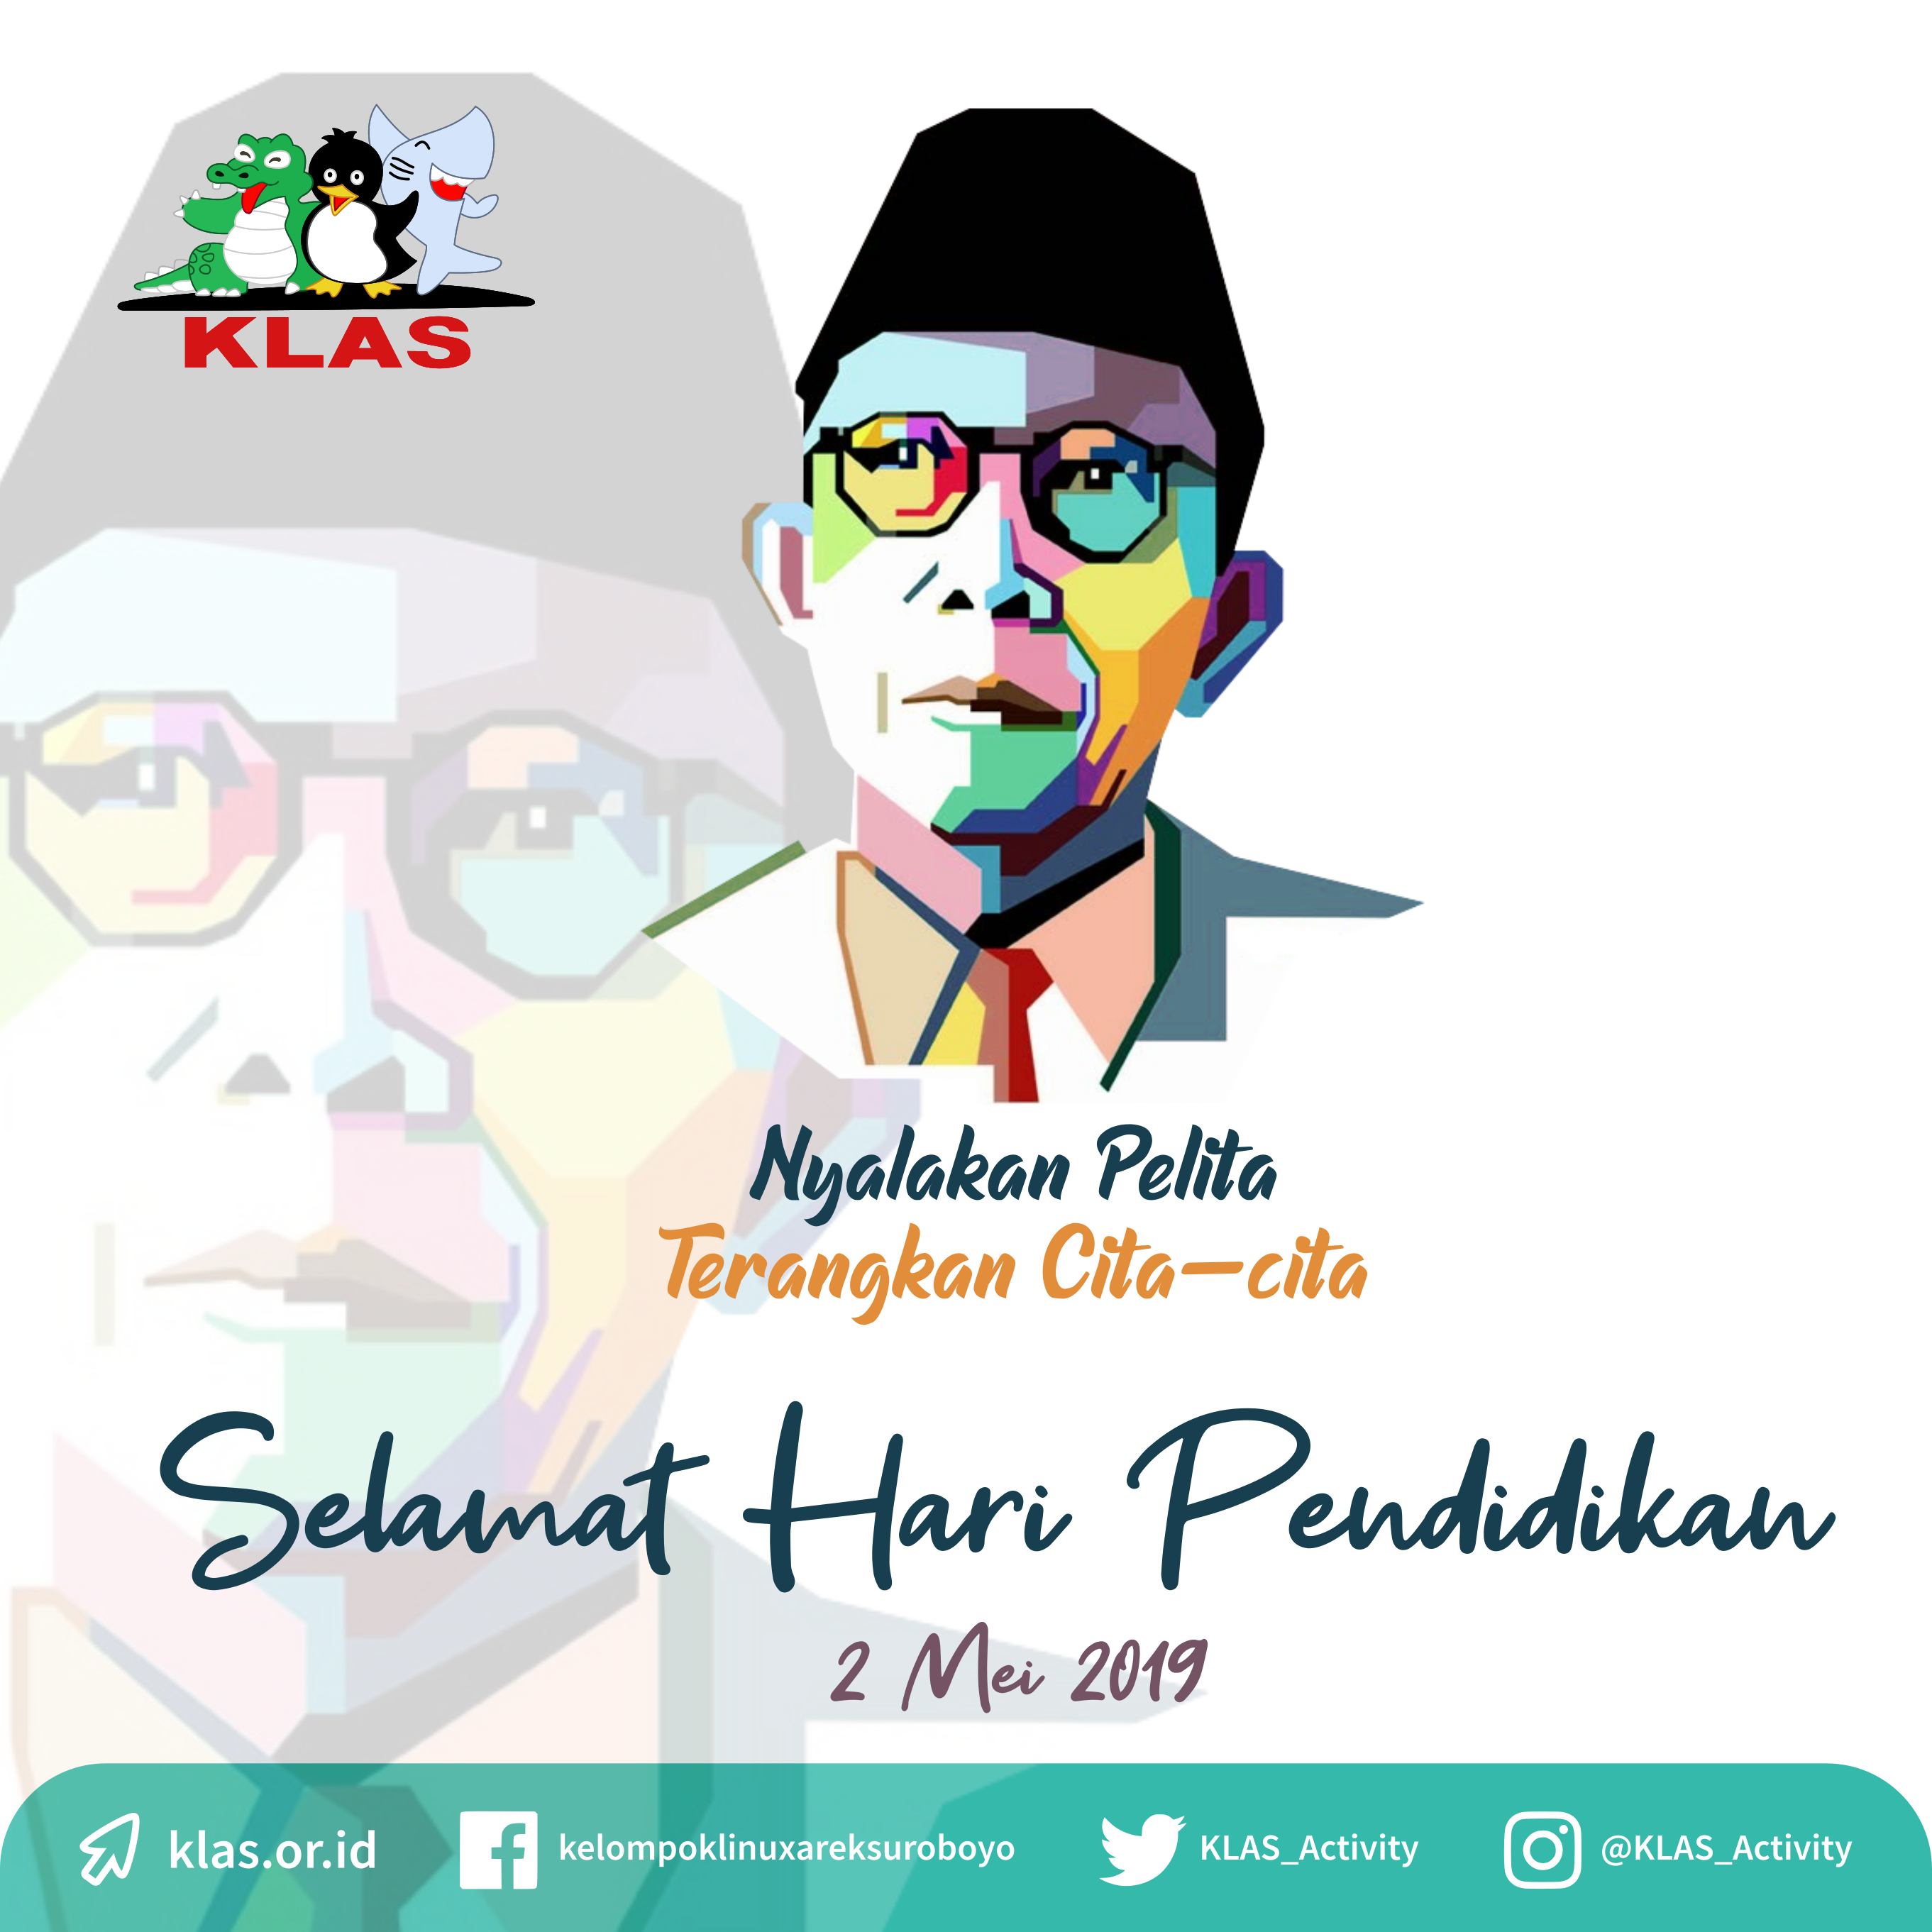 KLAS
Nyalakan Pelita
Terangkan Cita-cita
Selamat Hari Pendidikan
2 Mei 2019
klas.or.id
kelompoklinuxareksuroboyo
KLAS_Activity
@KLAS_Activity